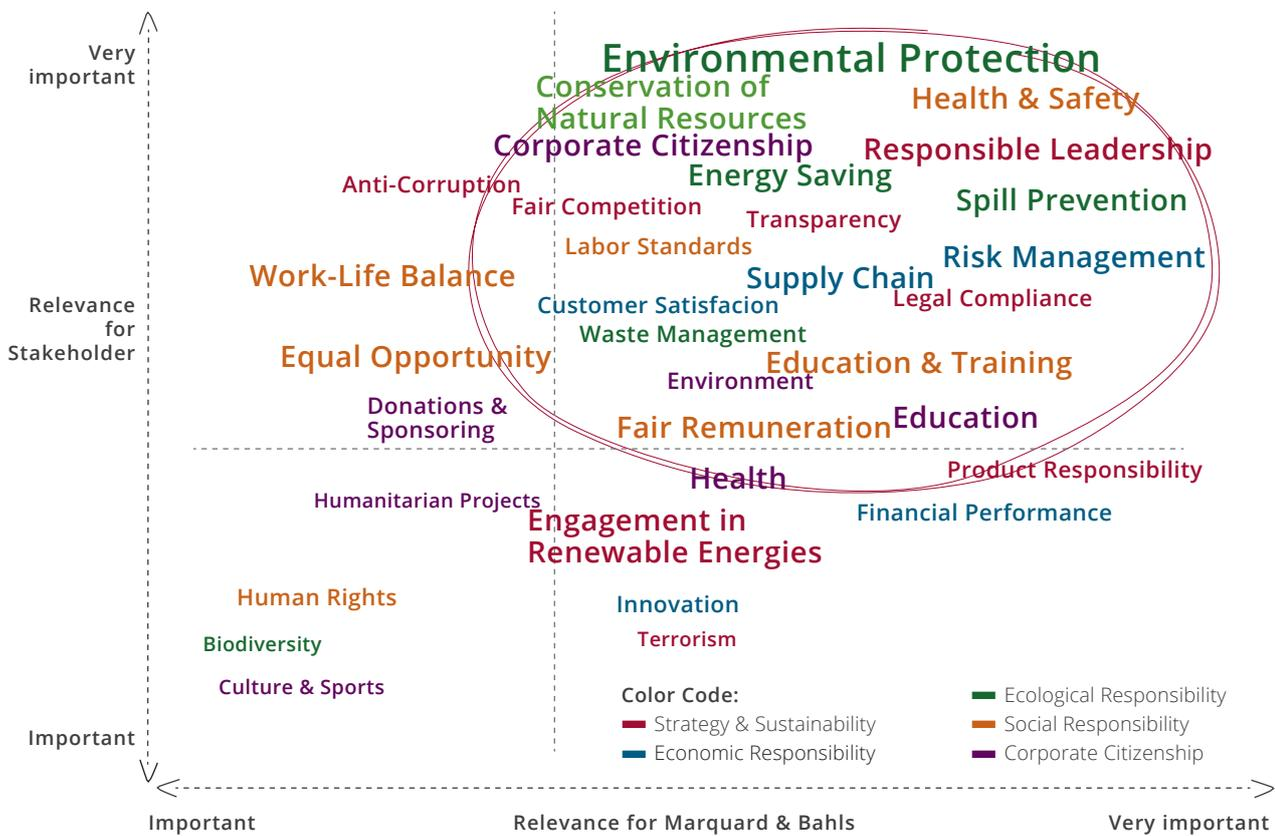 Very
important
Environmental Protection
Conservation of
Natural Resources
Health & Safety
Corporate Citizenship
Responsible Leadership
Energy Saving
Anti-Corruption
Spill Prevention
Fair Competition
Transparency
Labor Standards
Risk Management
Work-Life Balance
Supply Chain
Legal Compliance
Customer Satisfacion
Relevance
for
Stakeholder
Waste Management
Equal Opportunity
Education & Training
Environment
Donations &
Sponsoring
Education
Fair Remuneration
Health
Product Responsibility
Humanitarian Projects
Financial Performance
Engagement in
Renewable Energies
Human Rights
Innovation
Terrorism
Biodiversity
Culture & Sports
Important
Color Code:
Strategy & Sustainability
Economic Responsibility
Ecological Responsibility
Social Responsibility
Corporate Citizenship
Important
Relevance for Marquard & Bahls
Very important